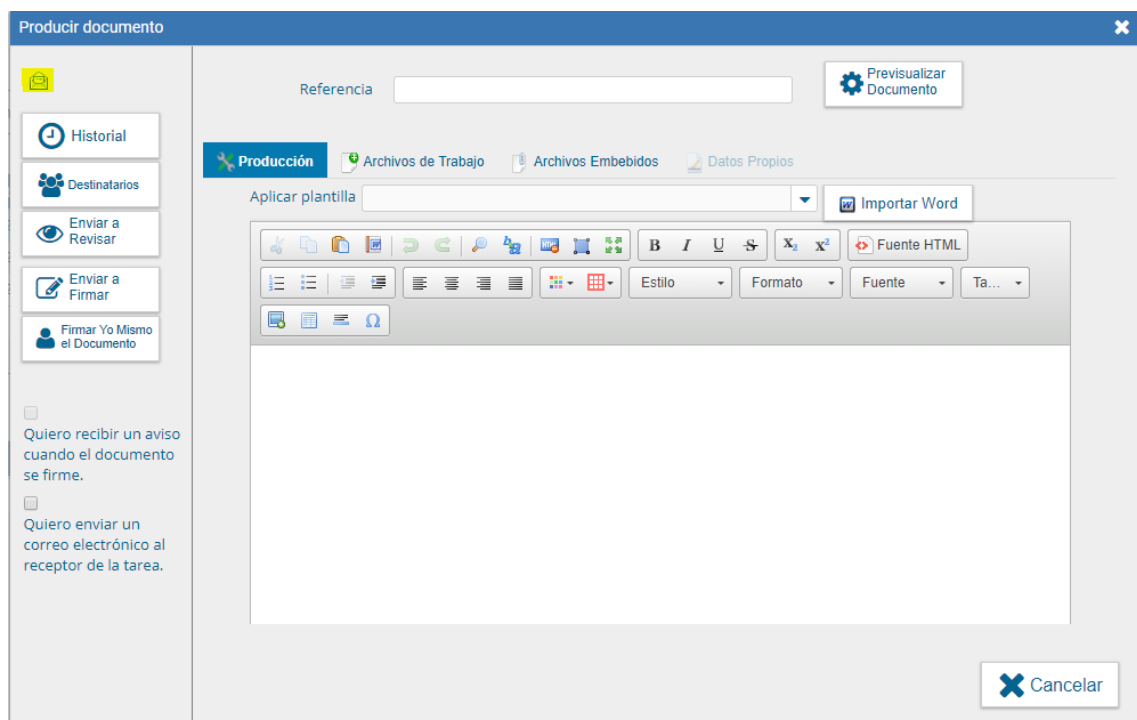 Producir documento
Referencia
Previsualizar
Documento
Historial
Destinatarios
Enviar a
Revisar
Enviar a
Firmar
Firmar Yo Mismo
el Documento
Quiero recibir un aviso
cuando el documento
se firme.
Quiero enviar un
correo electrónico al
receptor de la tarea.
Producción Archivos de Trabajo Archivos Embebidos Datos Propios
Aplicar plantilla Importar Word
B I U S X₂ X² Fuente HTML
Estilo Formato Fuente Ta...
Ω
Cancelar